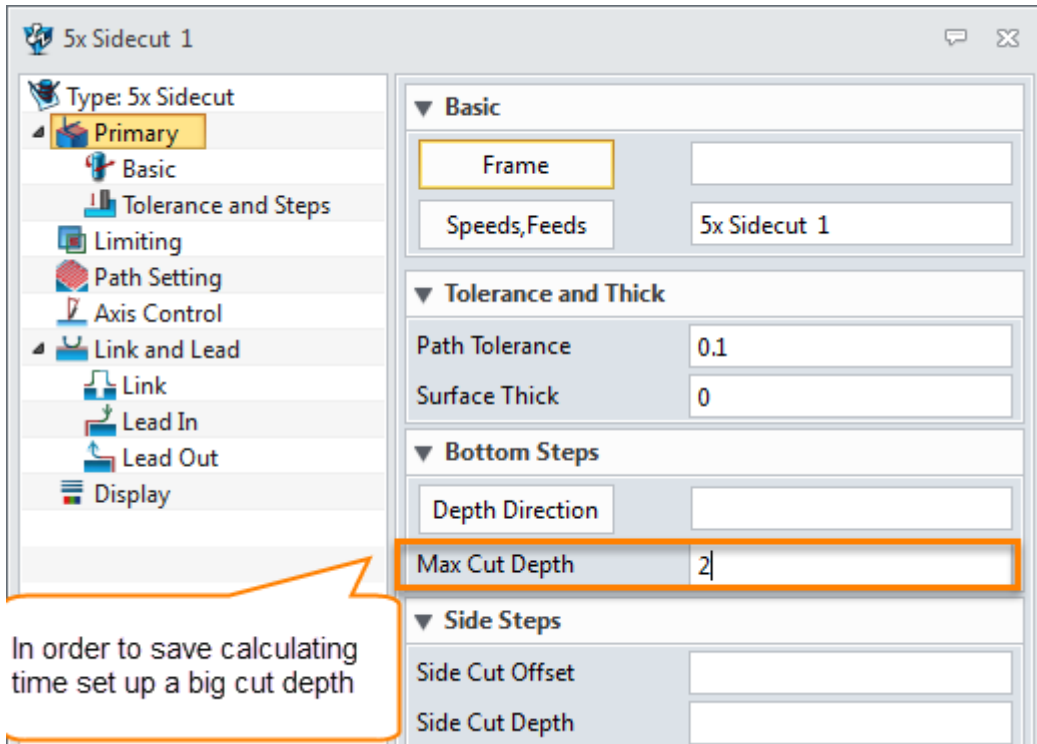 5x Sidecut 1
Type: 5x Sidecut
Primary
Basic
Tolerance and Steps
Limiting
Path Setting
Axis Control
Link and Lead
Link
Lead In
Lead Out
Display
In order to save calculating
time set up a big cut depth
Basic
Frame
Speeds,Feeds 5x Sidecut 1
Tolerance and Thick
Path Tolerance 0.1
Surface Thick 0
Bottom Steps
Depth Direction
Max Cut Depth 2
Side Steps
Side Cut Offset
Side Cut Depth